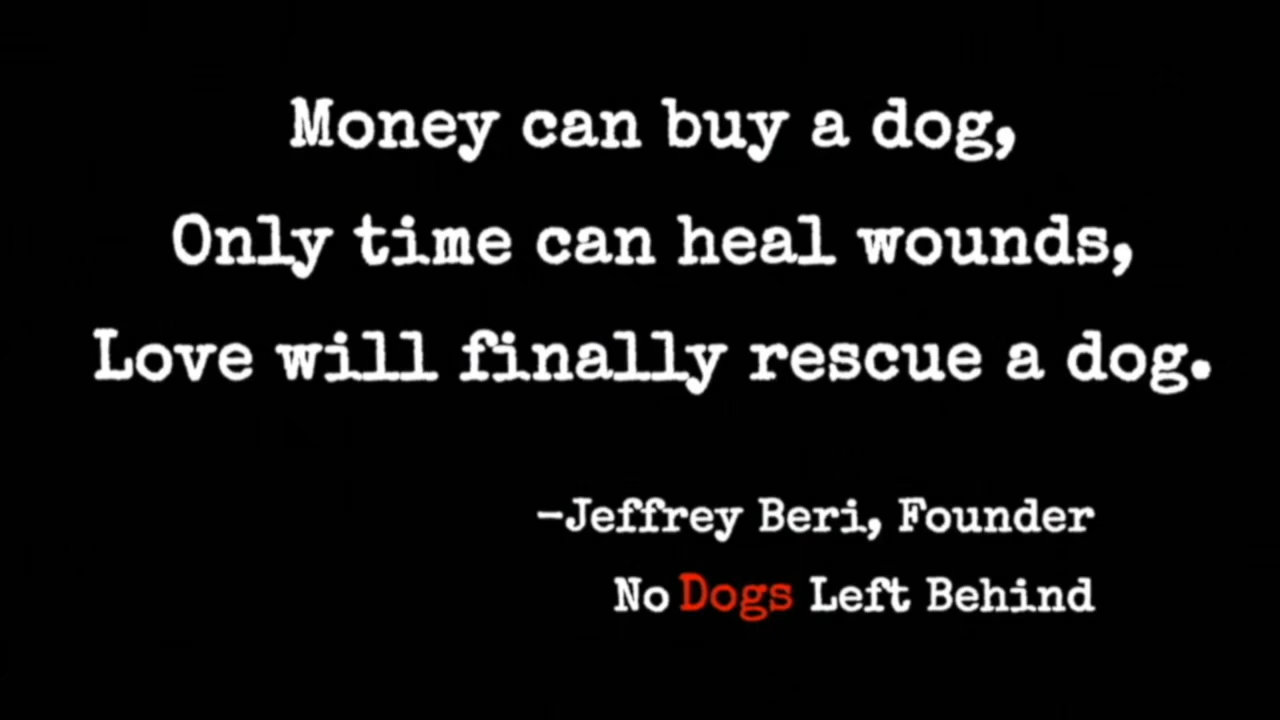 Money can buy a dog,
Only time can heal wounds,
Love will finally rescue a dog.
-Jeffrey Beri, Founder
No Dogs Left Behind